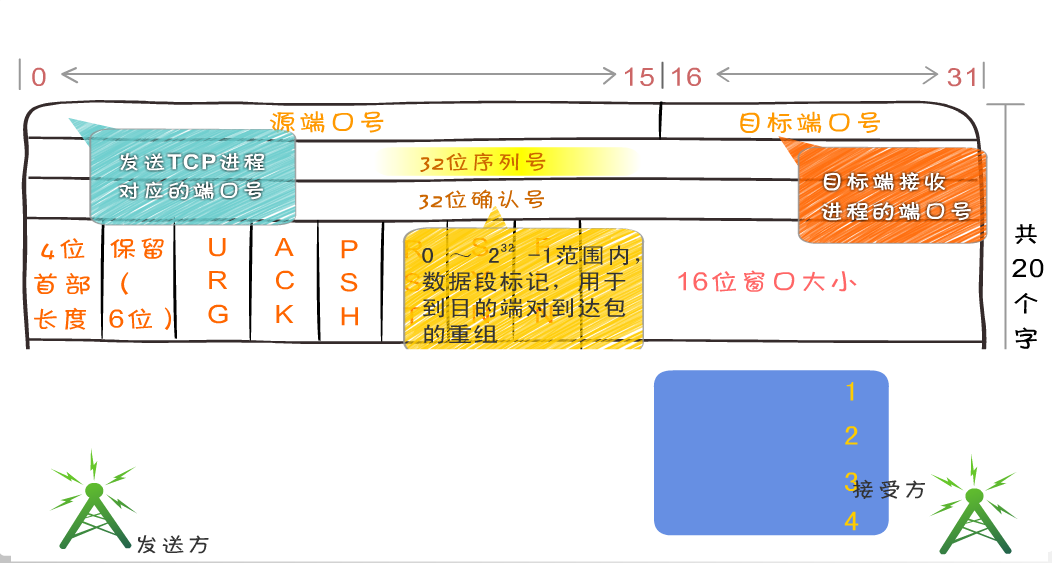 0 15 16 31
源端口号 目标端口号
发送TCP进程
对应的端口号
32位序列号
32位确认号
目标端接收
进程的端口号
4位
首部
长度
保留
(
6位)
URG
ACK
PSH
0 ～ 2³² -1范围内，
数据段标记，用于
到目的端对到达包
的重组
16位窗口大小
共
20
个
字
1
2
3
4
发送方
接受方